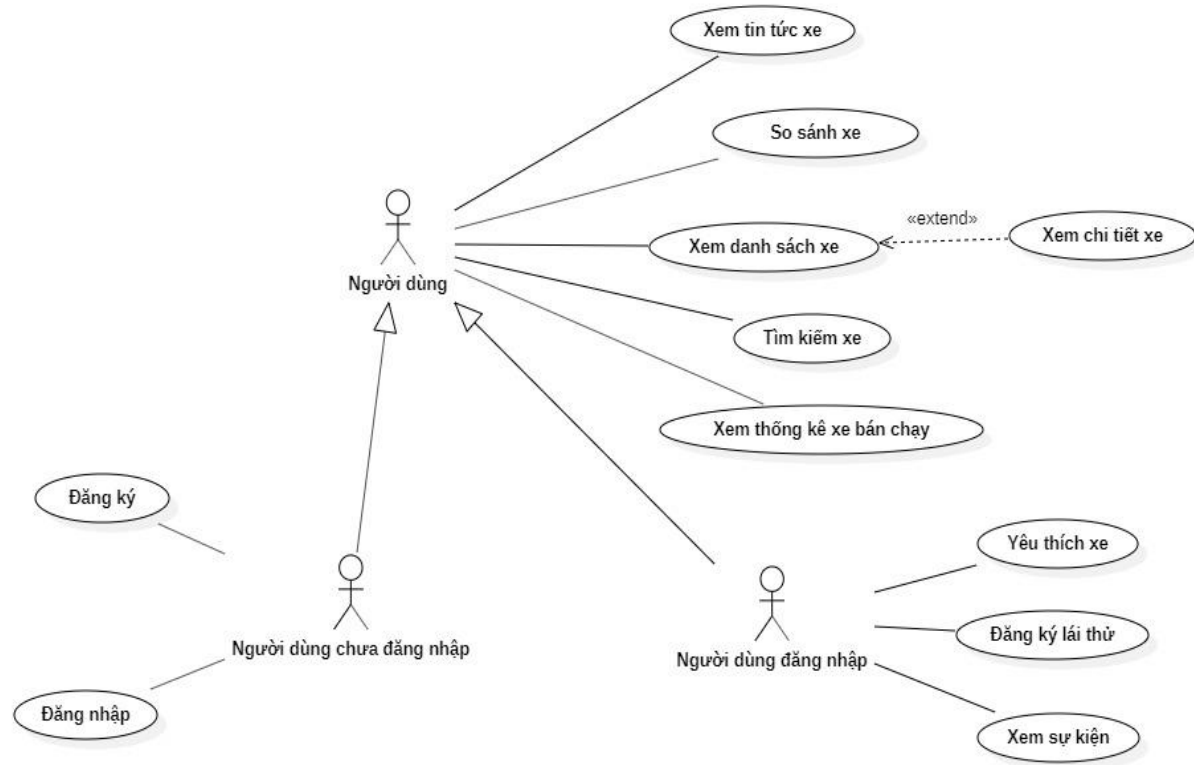 Xem tin tức xe
So sánh xe
«extend»
Xem danh sách xe
Xem chi tiết xe
Người dùng
Tìm kiếm xe
Xem thống kê xe bán chạy
Đăng ký
Yêu thích xe
Người dùng chưa đăng nhập
Đăng ký lái thử
Người dùng đăng nhập
Đăng nhập
Xem sự kiện